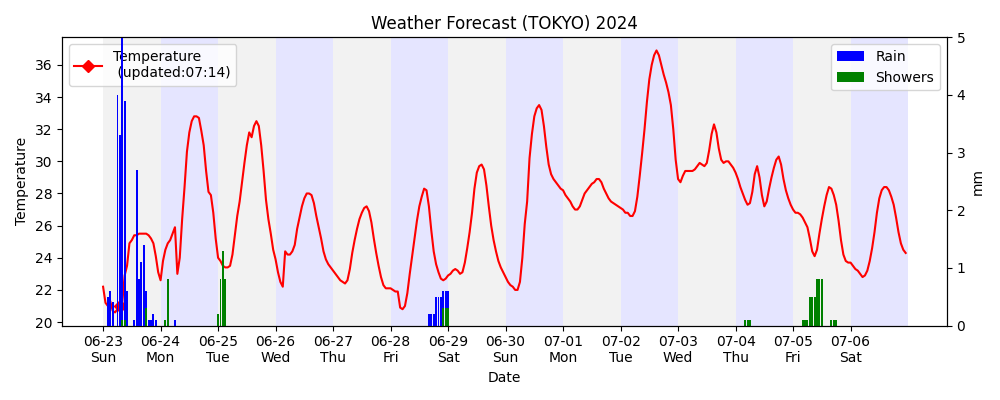 Weather Forecast (TOKYO) 2024
Temperature
(updated:07:14)
Rain
Showers
Temperature
36
34
32
30
28
26
24
22
20
5
4
3
2
1
0
mm
06-23 06-24 06-25 06-26 06-27 06-28 06-29 06-30 07-01 07-02 07-03 07-04 07-05 07-06
Sun Mon Tue Wed Thu Fri Sat Sun Mon Tue Wed Thu Fri Sat
Date